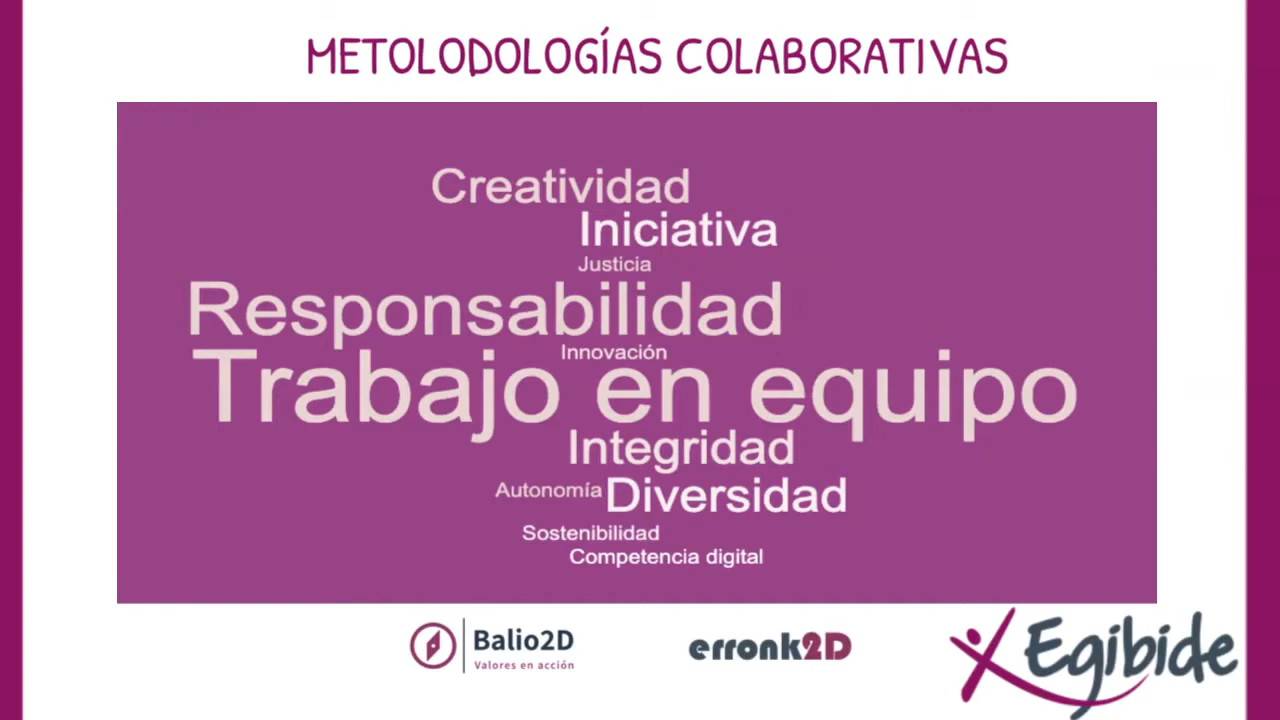 METOLODOLOGÍAS COLABORATIVAS
Creatividad
Iniciativa
Justicia
Responsabilidad
Innovación
Trabajo en equipo
Integridad
Autonomía
Diversidad
Sostenibilidad
Competencia digital
Balio2D
Valores en acción
erronk2D
Egibide